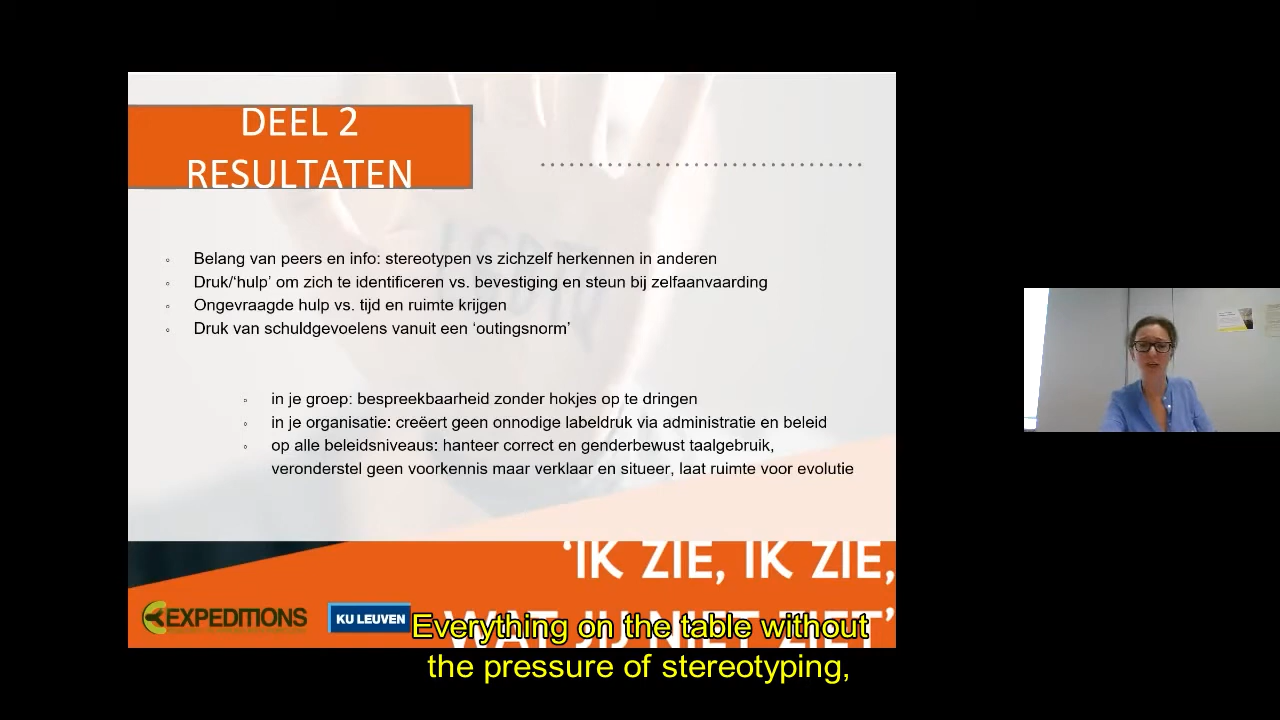 DEEL 2
RESULTATEN
Belang van peers en info: stereotypen vs zichzelf herkennen in anderen
Druk/‘hulp’ om zich te identificeren vs. bevestiging en steun bij zelfaanvaarding
Ongevraagde hulp vs. tijd en ruimte krijgen
Druk van schuldgevoelens vanuit een ‘outingsnorm’
in je groep: bespreekbaarheid zonder hokjes op te dringen
in je organisatie: creëert geen onnodige labeldruk via administratie en beleid
op alle beleidsniveaus: hanteer correct en genderbewust taalgebruik,
veronderstel geen voorkennis maar verklaar en situeer, laat ruimte voor evolutie
‘IK ZIE, IK ZIE,
WAT JIJ NIET ZIET’
EXPEDITIONS
KU LEUVEN
Everything on the table without
the pressure of stereotyping,